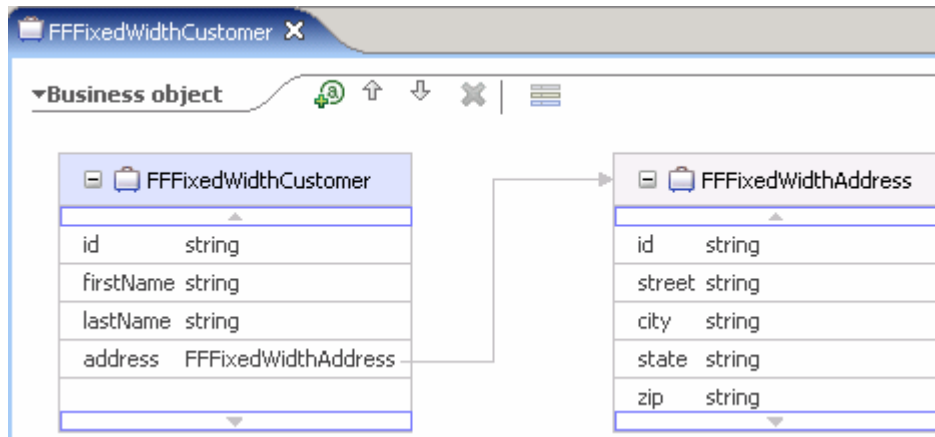 FFFixedWidthCustomer
Business object
FFFixedWidthCustomer
id string
firstName string
lastName string
address FFFixedWidthAddress
FFFixedWidthAddress
id string
street string
city string
state string
zip string